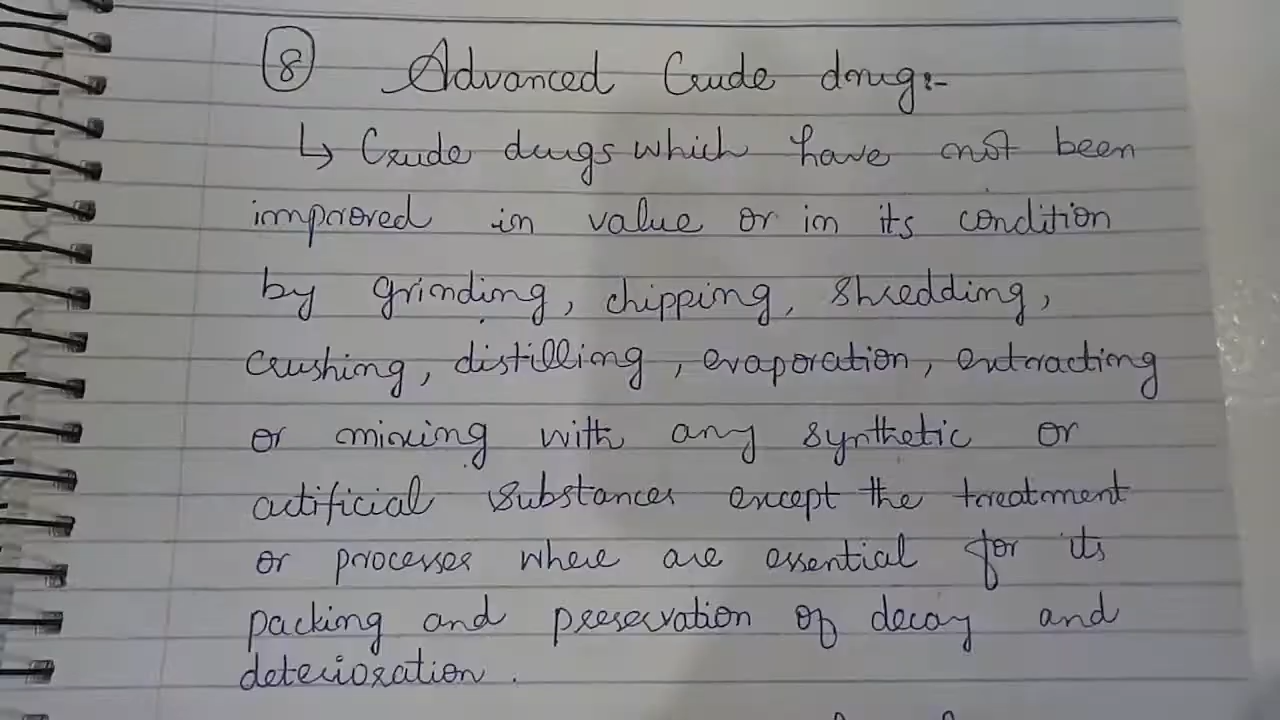 8 Advanced Crude drug:-
↳ Crude drugs which have not been
improved in value or in its condition
by grinding, chipping, shredding,
crushing, distilling, evaporation, extracting
or mixing with any synthetic or
artificial substances except the treatment
or processes where are essential for its
packing and preservation of decay and
deterioration.